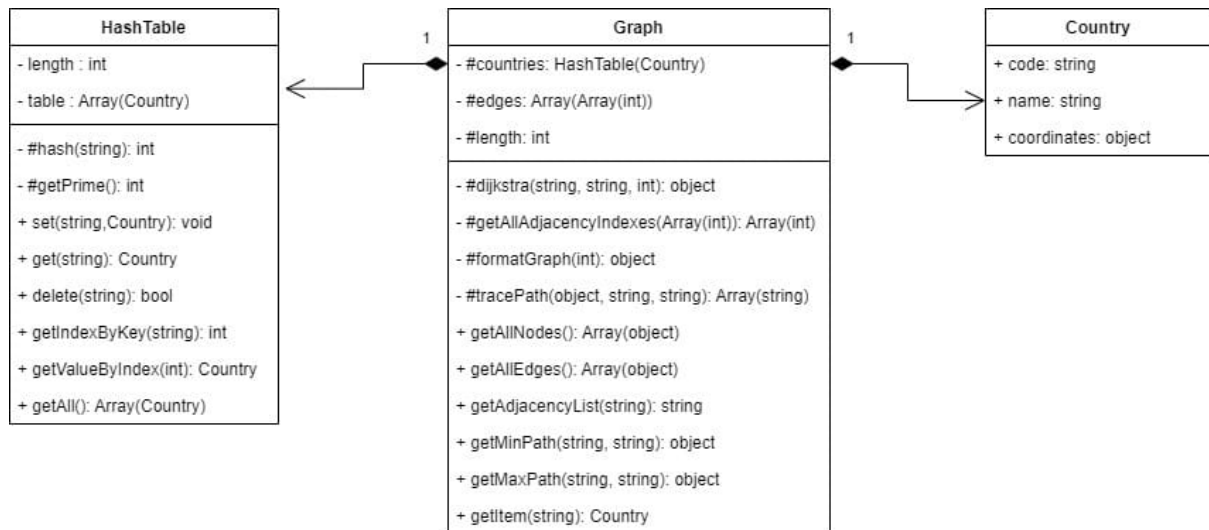 HashTable
- length : int
- table : Array(Country)
- #hash(string): int
- #getPrime(): int
+ set(string,Country): void
+ get(string): Country
+ delete(string): bool
+ getIndexByKey(string): int
+ getValueByIndex(int): Country
+ getAll(): Array(Country)
1
Graph
- #countries: HashTable(Country)
- #edges: Array(Array(int))
- #length: int
- #dijkstra(string, string, int): object
- #getAllAdjacencyIndexes(Array(int)): Array(int)
- #formatGraph(int): object
- #tracePath(object, string, string): Array(string)
+ getAllNodes(): Array(object)
+ getAllEdges(): Array(object)
+ getAdjacencyList(string): string
+ getMinPath(string, string): object
+ getMaxPath(string, string): object
+ getItem(string): Country
1
Country
+ code: string
+ name: string
+ coordinates: object